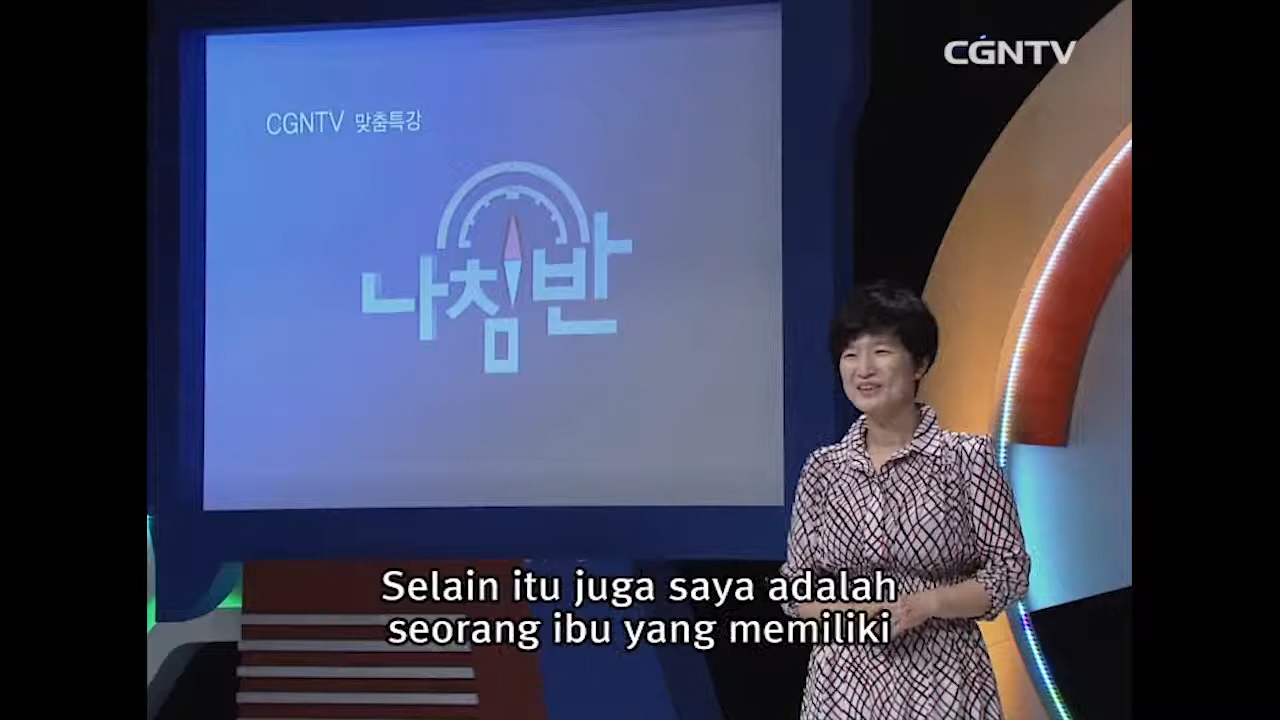 CGNTV
CGNTV 맞춤특강
나침반
Selain itu juga saya adalah
seorang ibu yang memiliki